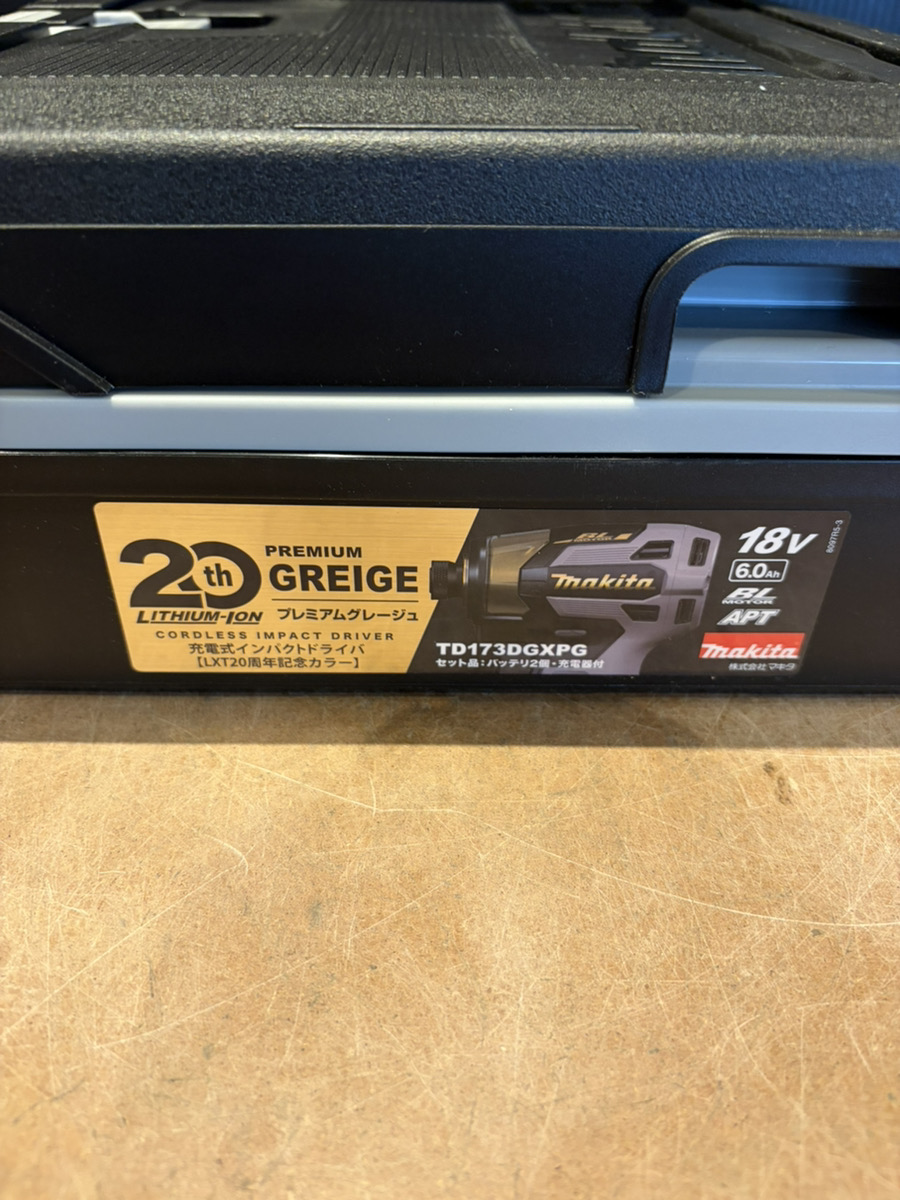 20th
LITHIUM-ION
PREMIUM
GREIGE
プレミアムグレージュ
CORDLESS IMPACT DRIVER
充電式インパクトドライバ
【LXT20周年記念カラー】
BL
makita
TD173DGXPG
セット品：バッテリ2個・充電器付
18V
6.0Ah
BL
MOTOR
APT
makita
株式会社マキタ